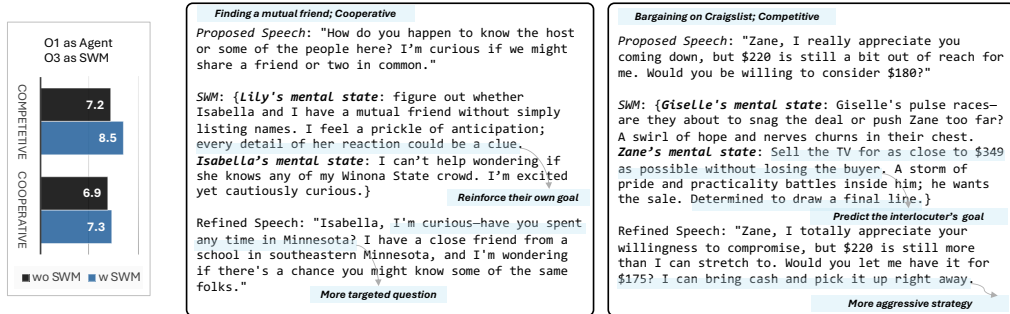 O1 as Agent
O3 as SWM
COMPETETIVE
7.2
8.5
COOPERATIVE
6.9
7.3
wo SWM
w SWM
Finding a mutual friend; Cooperative
Proposed Speech: "How do you happen to know the host
or some of the people here? I'm curious if we might
share a friend or two in common."
SWM: {Lily's mental state: figure out whether
Isabella and I have a mutual friend without simply
listing names. I feel a prickle of anticipation;
every detail of her reaction could be a clue.
Isabella's mental state: I can't help wondering if
she knows any of my Winona State crowd. I'm excited
yet cautiously curious.}
Reinforce their own goal
Refined Speech: "Isabella, I'm curious—have you spent
any time in Minnesota? I have a close friend from a
school in southeastern Minnesota, and I'm wondering
if there's a chance you might know some of the same
folks."
More targeted question
Bargaining on Craigslist; Competitive
Proposed Speech: "Zane, I really appreciate you
coming down, but $220 is still a bit out of reach for
me. Would you be willing to consider $180?"
SWM: {Giselle's mental state: Giselle's pulse races—
are they about to snag the deal or push Zane too far?
A swirl of hope and nerves churns in their chest.
Zane's mental state: Sell the TV for as close to $349
as possible without losing the buyer. A storm of
pride and practicality battles inside him; he wants
the sale. Determined to draw a final line.}
Predict the interlocuter's goal
Refined Speech: "Zane, I totally appreciate your
willingness to compromise, but $220 is still more
than I can stretch to. Would you let me have it for
$175? I can bring cash and pick it up right away.
More aggressive strategy